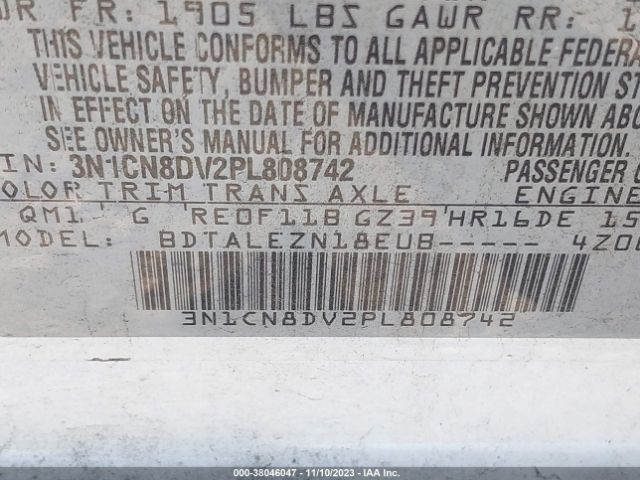 FR: 1905 LBS GAWR RR:
THIS VEHICLE CONFORMS TO ALL APPLICABLE FEDERA
VEHICLE SAFETY, BUMPER AND THEFT PREVENTION ST
IN EFFECT ON THE DATE OF MANUFACTURE SHOWN ABO
SEE OWNER'S MANUAL FOR ADDITIONAL INFORMATION.
IN: 3N1CN8DV2PL808742 PASSENGER C
COLOR TRIM TRANS AXLE ENGINE
QM1 G RE0F11B GZ39 HR16DE 15
MODEL: BDTALEZN18EUB----- 4Z0
3N1CN8DV2PL808742
000-38046047 - 11/10/2023 - IAA Inc.